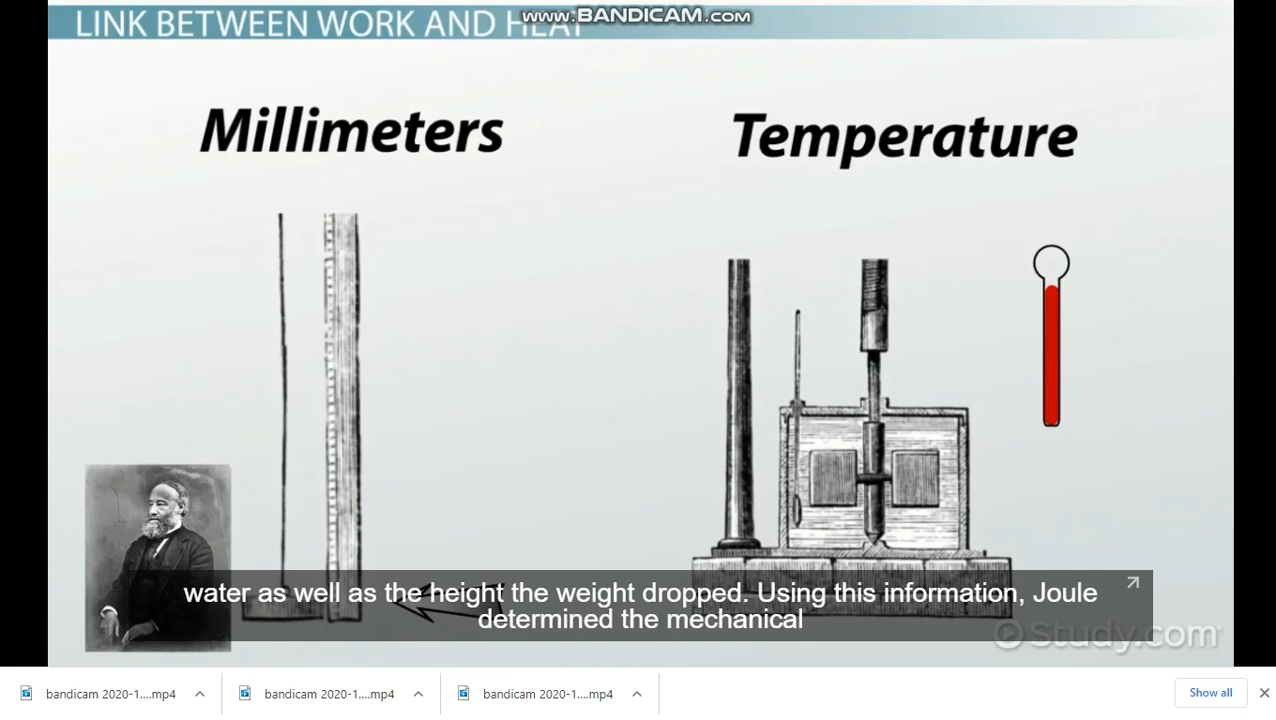 www.BANDICAM.com
LINK BETWEEN WORK AND HEAT
Millimeters
Temperature
water as well as the height the weight dropped. Using this information, Joule
determined the mechanical
Study.com
bandicam 2020-1....mp4
bandicam 2020-1....mp4
bandicam 2020-1....mp4
Show all